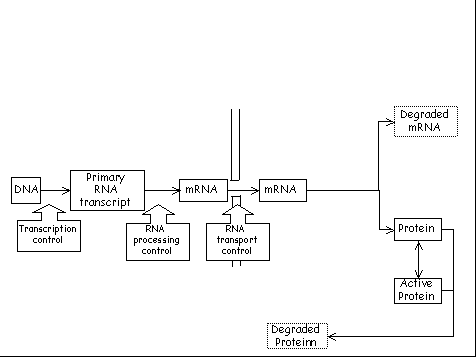 Degraded
mRNA
DNA
Primary
RNA
transcript
mRNA
mRNA
Transcription
control
RNA
processing
control
RNA
transport
control
Protein
Active
Protein
Degraded
Proteinn